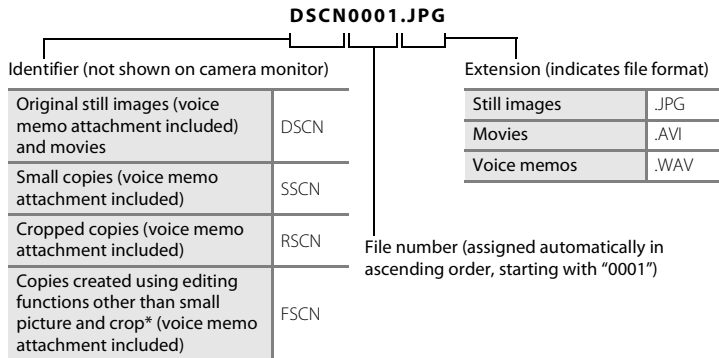 DSCN0001.JPG
Identifier (not shown on camera monitor)
Original still images (voice
memo attachment included)
and movies
DSCN
Small copies (voice memo
attachment included)
SSCN
Cropped copies (voice memo
attachment included)
RSCN
Copies created using editing
functions other than small
picture and crop* (voice memo
attachment included)
FSCN
Extension (indicates file format)
Still images
.JPG
Movies
.AVI
Voice memos
.WAV
File number (assigned automatically in
ascending order, starting with “0001”)